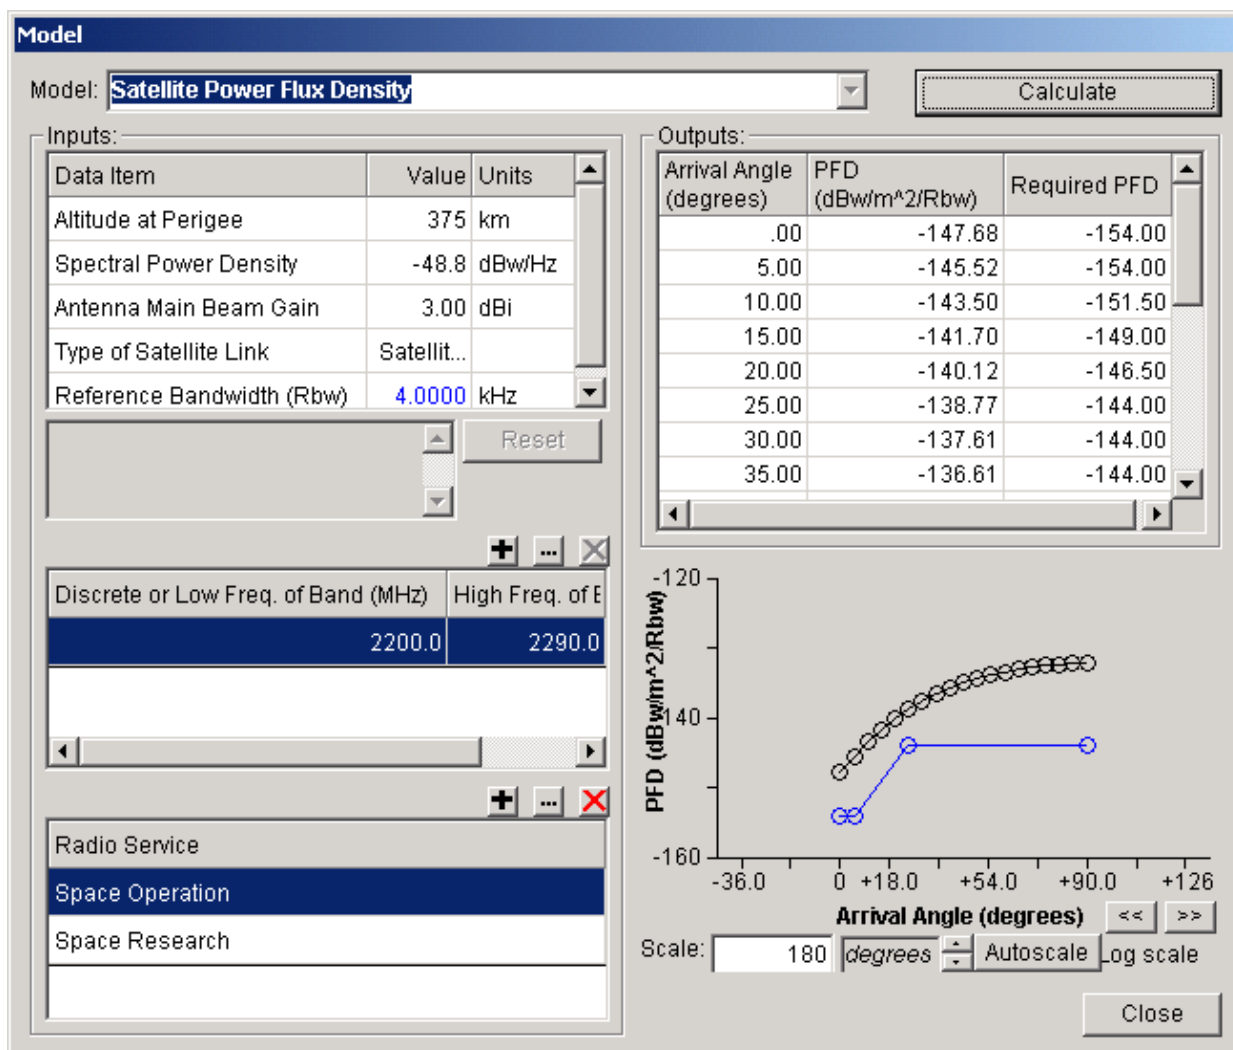 Model
Model: Satellite Power Flux Density
Calculate
Inputs:
Data Item Value Units
Altitude at Perigee 375 km
Spectral Power Density -48.8 dBw/Hz
Antenna Main Beam Gain 3.00 dBi
Type of Satellite Link Satellit...
Reference Bandwidth (Rbw) 4.0000 kHz
Reset
...
Discrete or Low Freq. of Band (MHz) High Freq. of
2200.0 2290.0
...
Radio Service
Space Operation
Space Research
Outputs:
Arrival Angle (degrees) PFD (dBw/m^2/Rbw) Required PFD
.00 -147.68 -154.00
5.00 -145.52 -154.00
10.00 -143.50 -151.50
15.00 -141.70 -149.00
20.00 -140.12 -146.50
25.00 -138.77 -144.00
30.00 -137.61 -144.00
35.00 -136.61 -144.00
PFD (dBw/m^2/Rbw)
-120
-140
-160
-36.0 0 +18.0 +54.0 +90.0 +126
Arrival Angle (degrees) << >>
Scale: 180 degrees Autoscale Log scale
Close